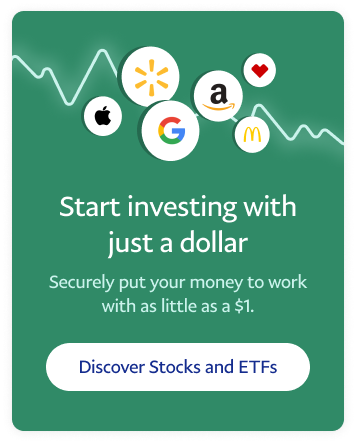 a
G
Start investing with
just a dollar
Securely put your money to work
with as little as a $1.
Discover Stocks and ETFs